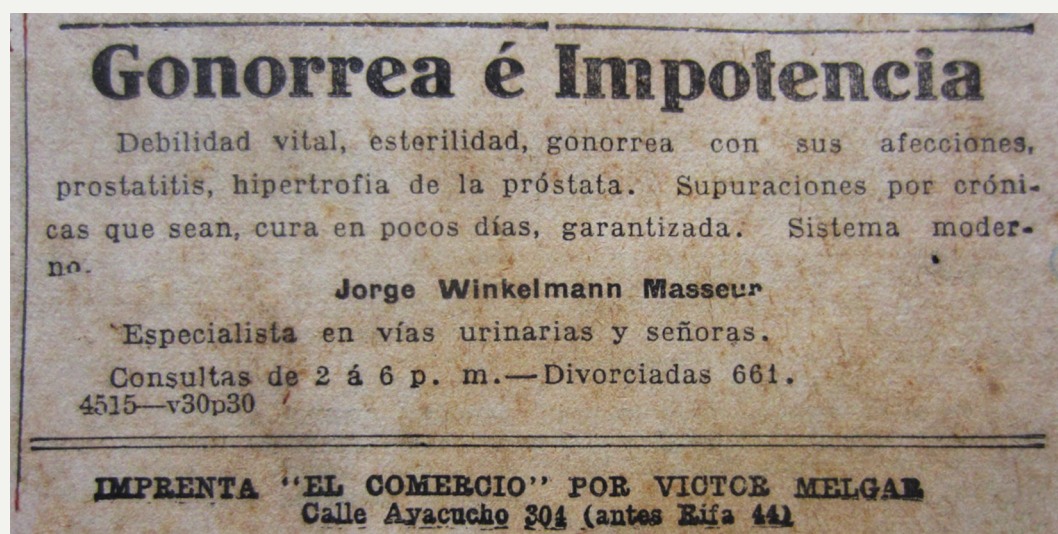 Gonorrea é Impotencia
Debilidad vital, esterilidad, gonorrea con sus afecciones,
prostatitis, hipertrofia de la próstata. Supuraciones por cróni-
cas que sean, cura en pocos días, garantizada. Sistema moder-
no.
Jorge Winkelmann Masseur
Especialista en vías urinarias y señoras.
Consultas de 2 á 6 p. m.—Divorciadas 661.
4515—v30p30
IMPRENTA "EL COMERCIO" POR VICTOR MELGAR
Calle Ayacucho 304 (antes Rifa 44)